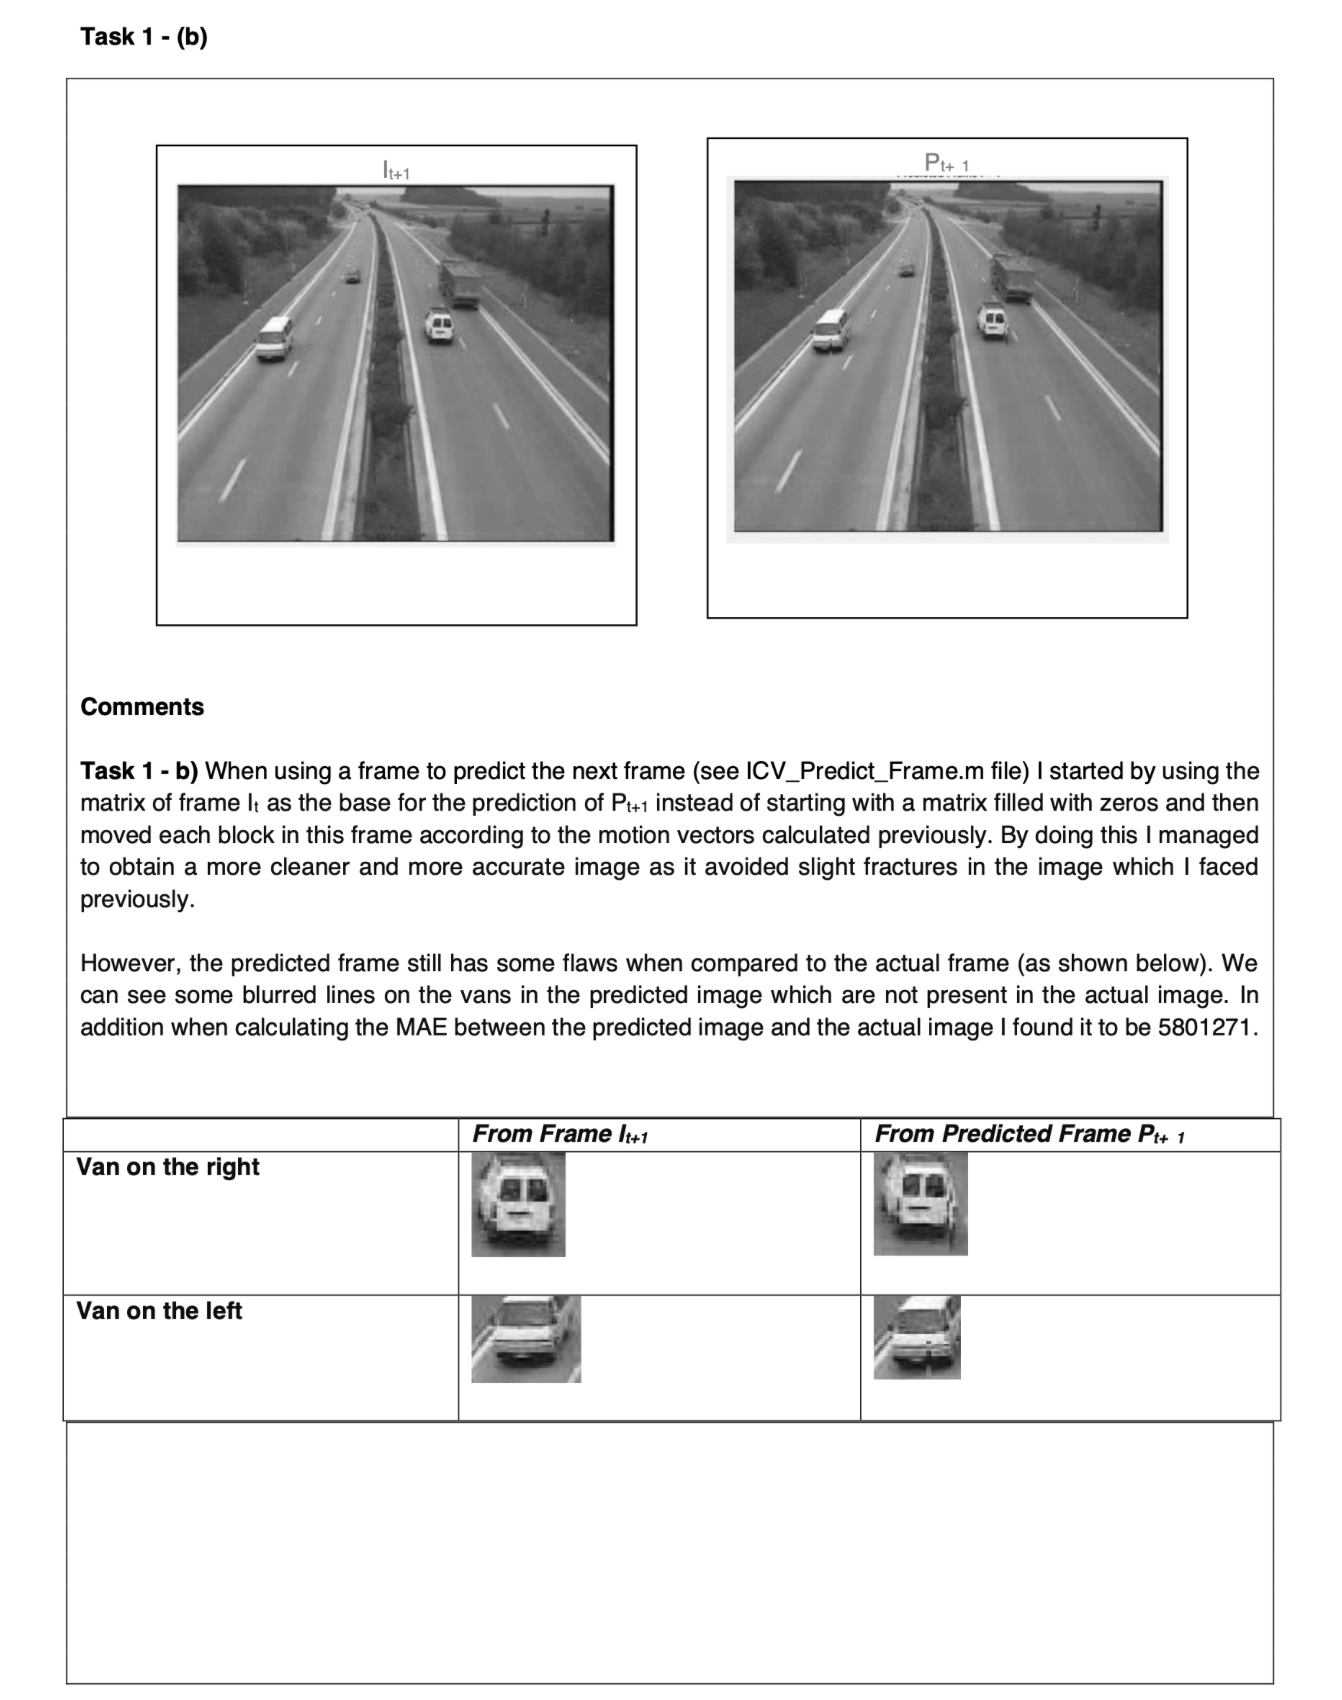 Task 1 - (b)
It+1
Pt+ 1
Comments
Task 1 - b) When using a frame to predict the next frame (see ICV_Predict_Frame.m file) I started by using the
matrix of frame It as the base for the prediction of Pt+1 instead of starting with a matrix filled with zeros and then
moved each block in this frame according to the motion vectors calculated previously. By doing this I managed
to obtain a more cleaner and more accurate image as it avoided slight fractures in the image which I faced
previously.
However, the predicted frame still has some flaws when compared to the actual frame (as shown below). We
can see some blurred lines on the vans in the predicted image which are not present in the actual image. In
addition when calculating the MAE between the predicted image and the actual image I found it to be 5801271.
From Frame It+1
From Predicted Frame Pt+ 1
Van on the right
Van on the left